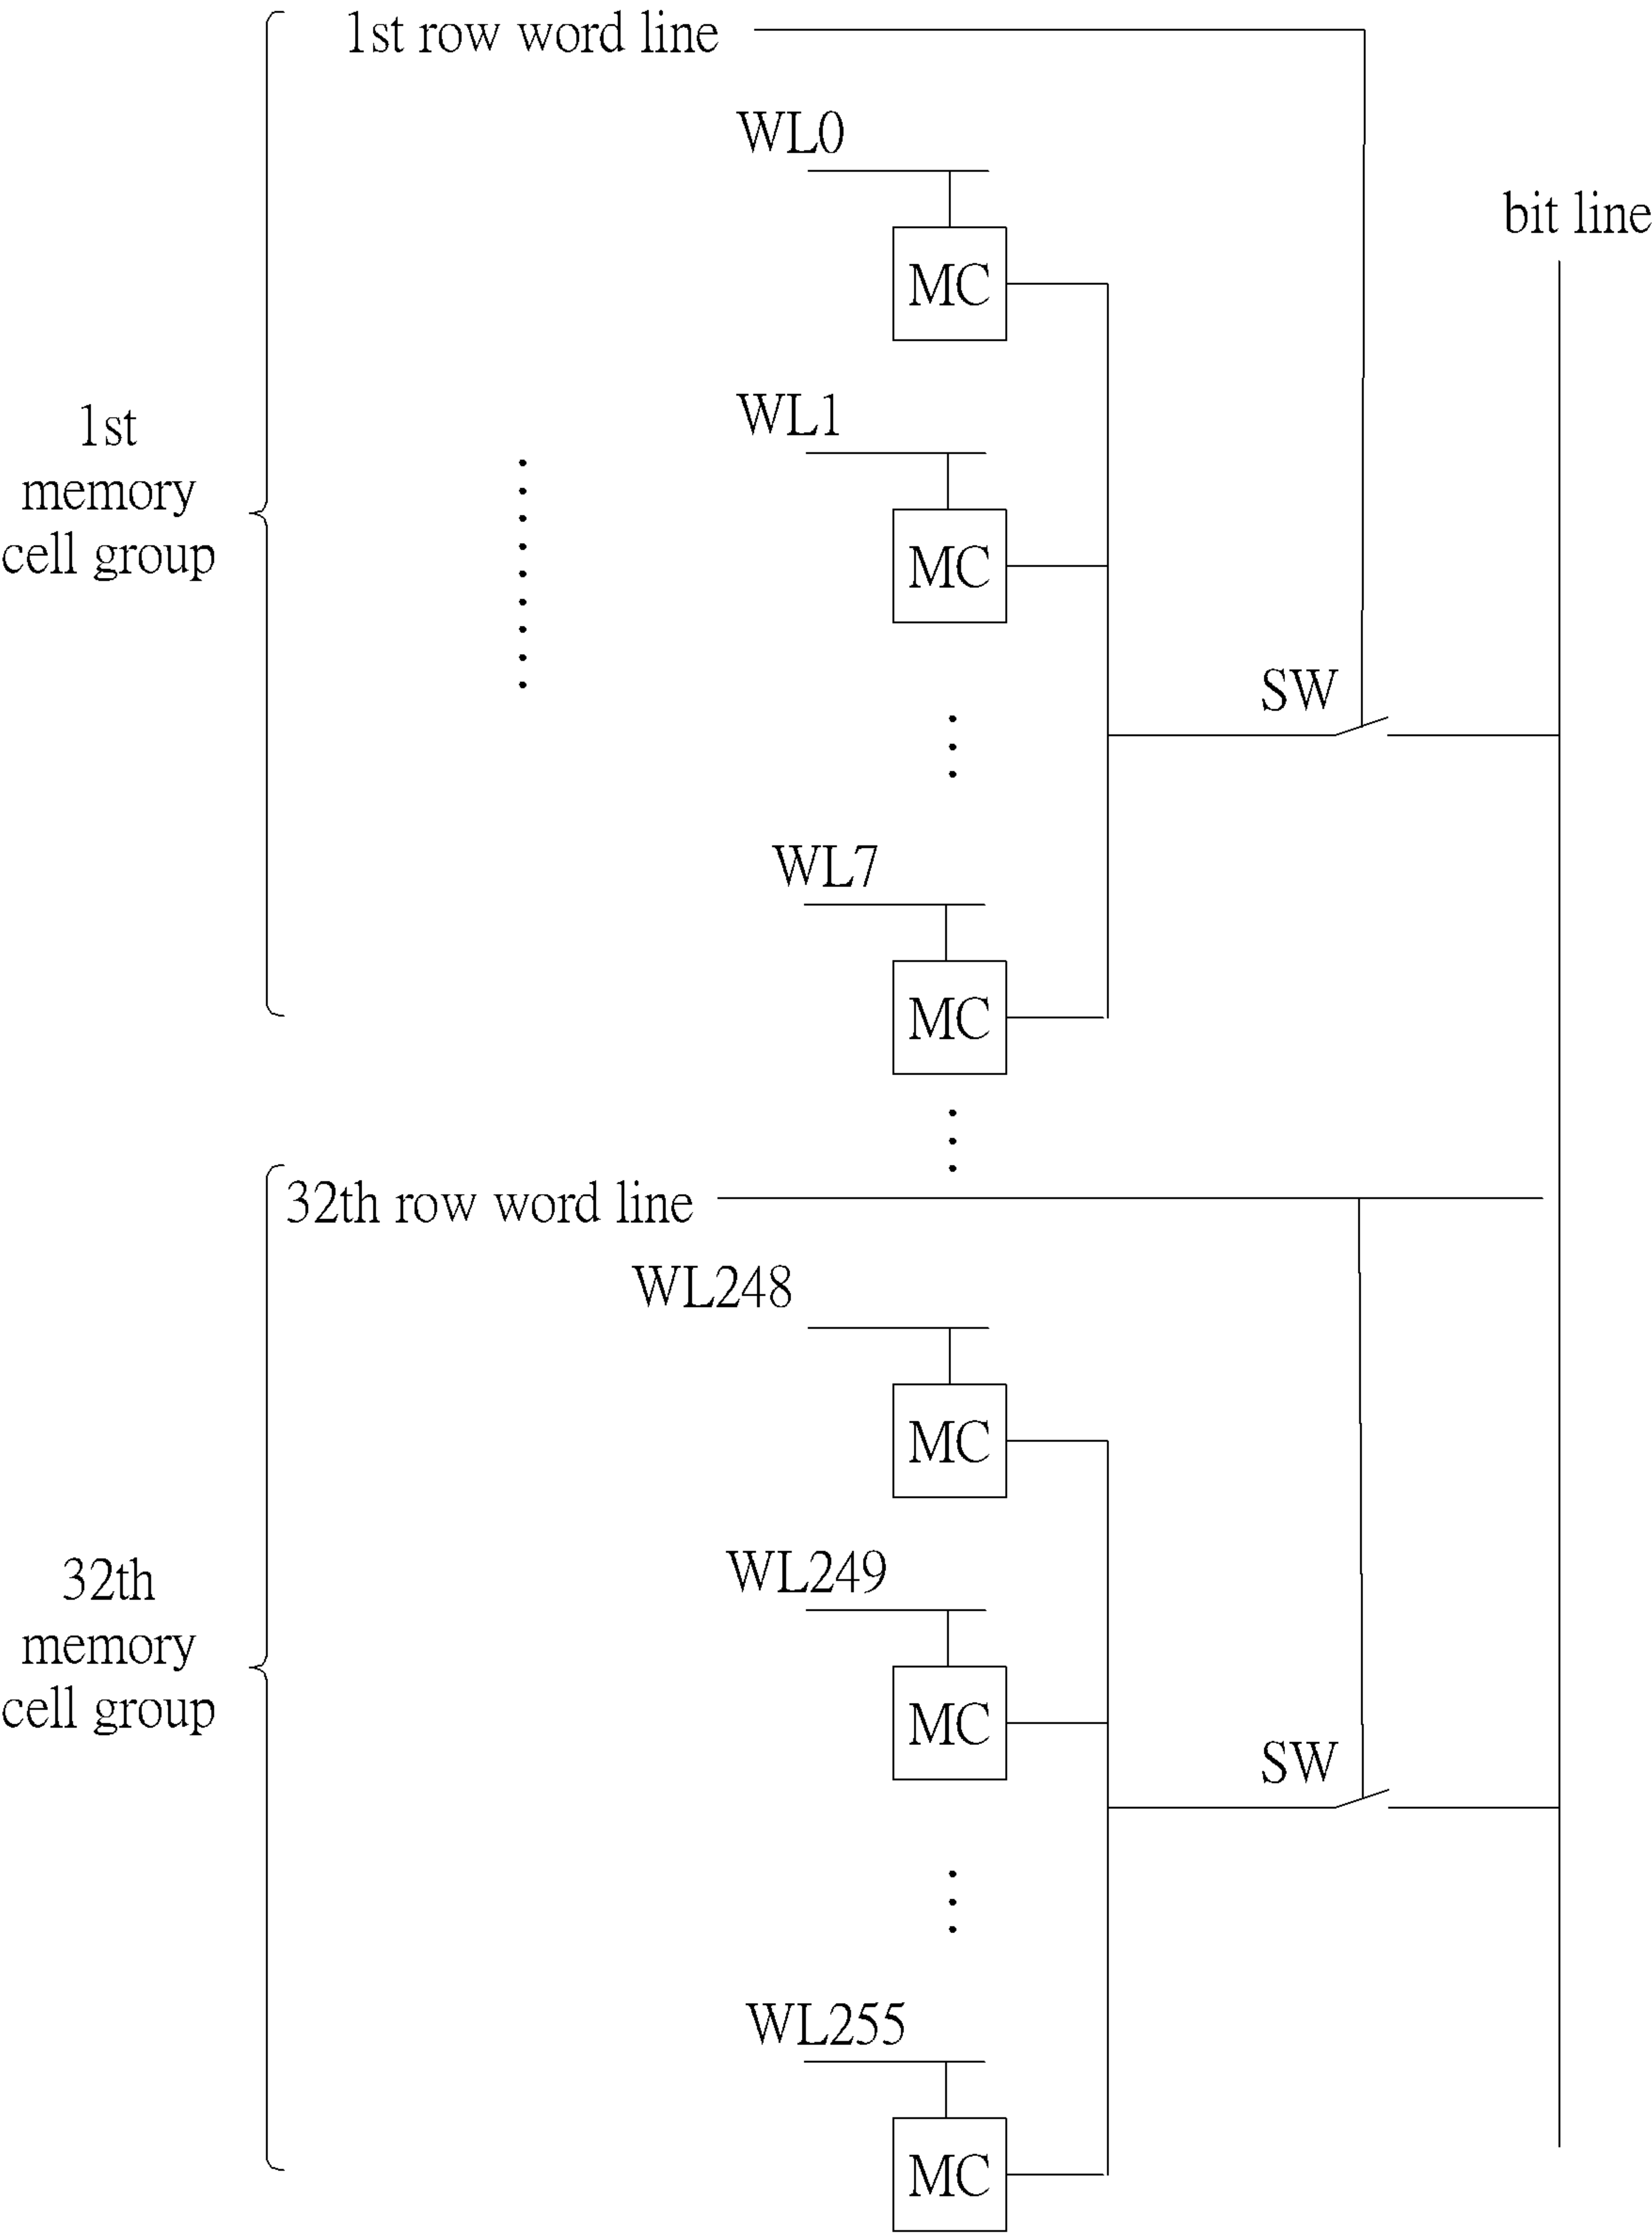 1st row word line
WL0
bit line
MC
WL1
1st
memory
cell group
MC
SW
WL7
MC
32th row word line
WL248
MC
WL249
32th
memory
cell group
MC
SW
WL255
MC